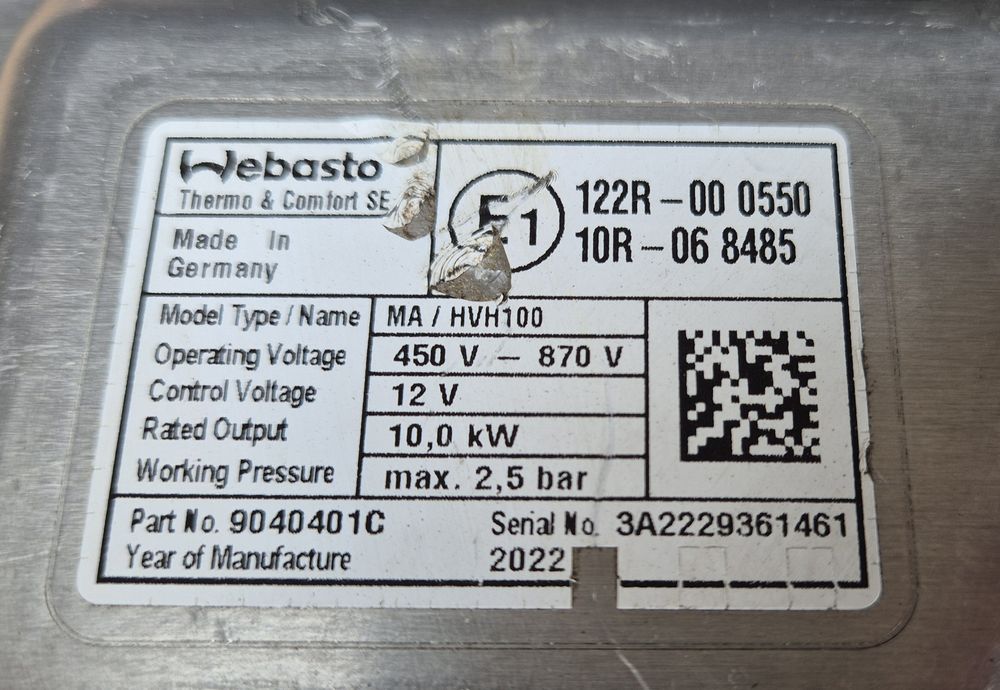 Webasto
Thermo & Comfort SE
E1
122R - 00 0550
10R - 06 8485
Made In
Germany
Model Type / Name MA / HVH100
Operating Voltage 450 V - 870 V
Control Voltage 12 V
Rated Output 10,0 kW
Working Pressure max. 2,5 bar
Part No. 9040401C Serial No. 3A2229361461
Year of Manufacture 2022